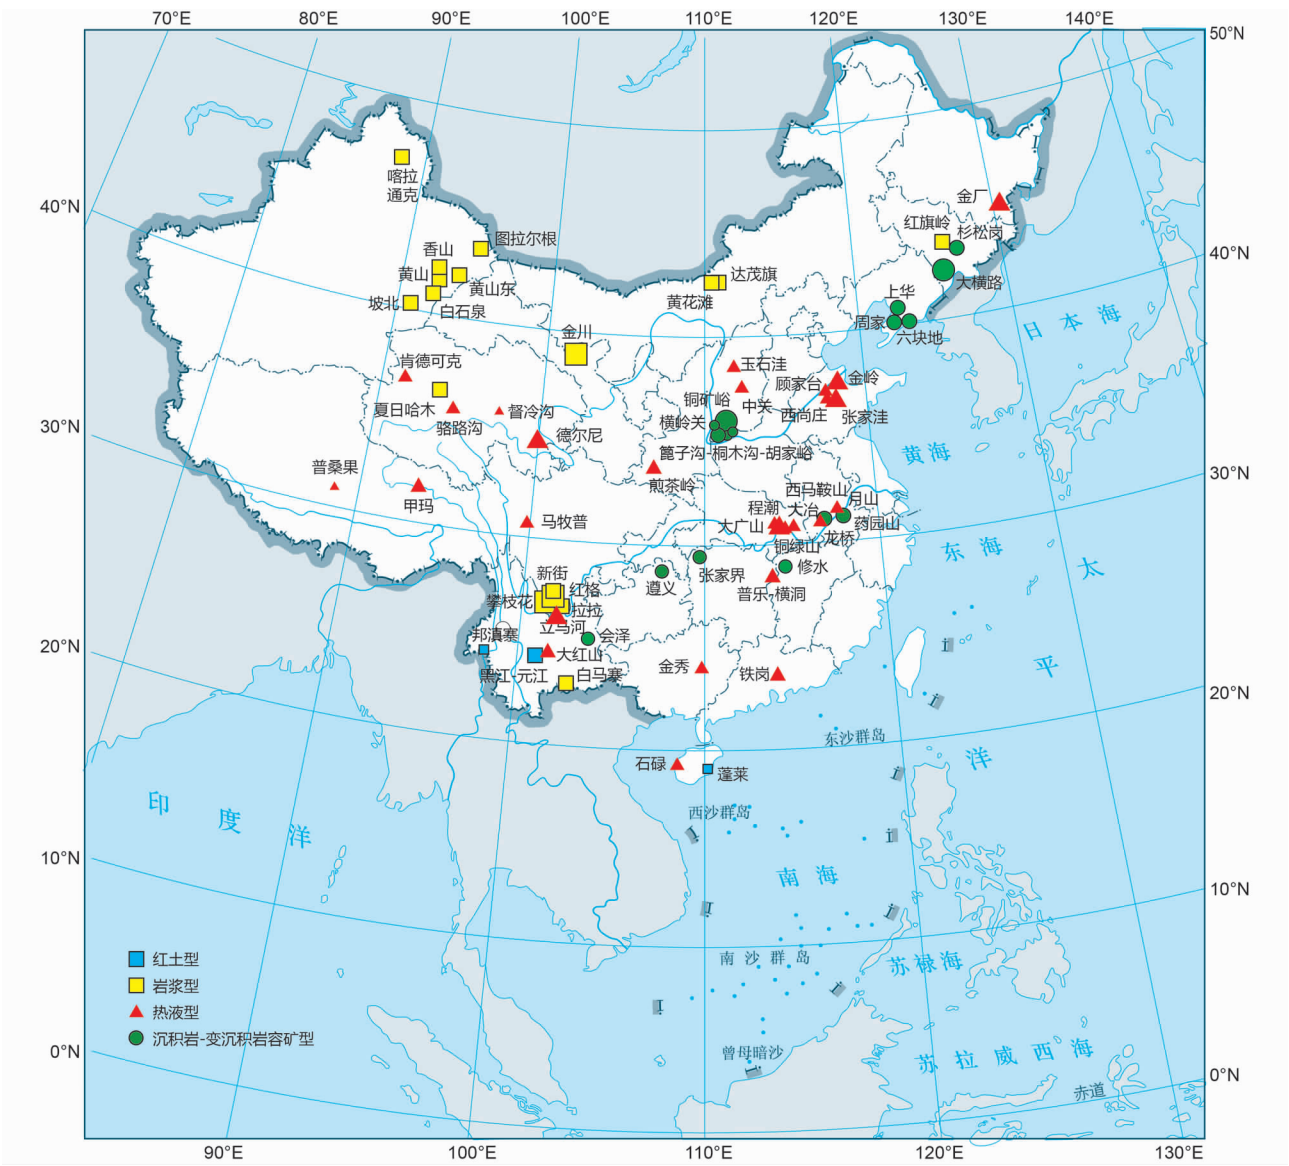 70°E 80°E 90°E 100°E 110°E 120°E 130°E 140°E
50°N
喀拉
通克
金厂
40°N
红旗岭
杉松岗
图拉尔根
香山
40°N
黄山
达茂旗
大横路
坡北
黄山东
黄花滩
上华
白石泉
周家
日本海
金川
六块地
肯德可克
玉石洼
顾家台
金岭
夏日哈木
督冷沟
铜矿峪
中关
西尚庄
张家洼
30°N
骆路沟
德尔尼
横岭关
黄海
篦子沟-桐木沟-胡家峪
普桑果
煎茶岭
30°N
甲玛
西马鞍山
月山
马牧普
程潮
大冶
大广山
药园山
龙桥
铜绿山
东海
太
新街
张家界
修水
红格
遵义
普乐-横洞
攀枝花
拉拉
立马河
邦滇寨
会泽
20°N
大红山
金秀
铁岗
平
黑江-元江
白马寨
20°N
东沙群岛
洋
石碌
蓬莱
印度洋
西沙群岛
10°N
南海
10°N
红土型
南沙群岛
苏禄海
岩浆型
热液型
沉积岩-变沉积岩容矿型
0°N
曾母暗沙
苏拉威西海
0°N
赤道
90°E 100°E 110°E 120°E 130°E